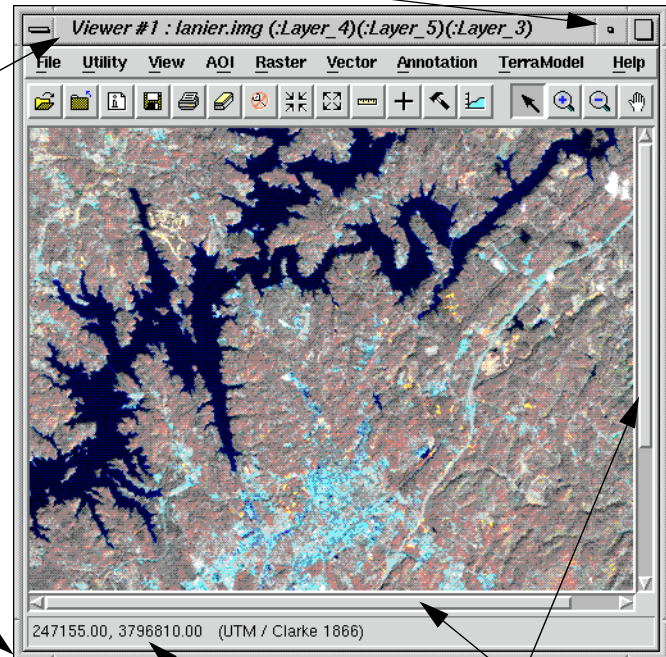 Viewer #1 : lanier.img (:Layer_4)(:Layer_5)(:Layer_3)
File Utility View AOI Raster Vector Annotation TerraModel Help
247155.00, 3796810.00 (UTM / Clarke 1866)